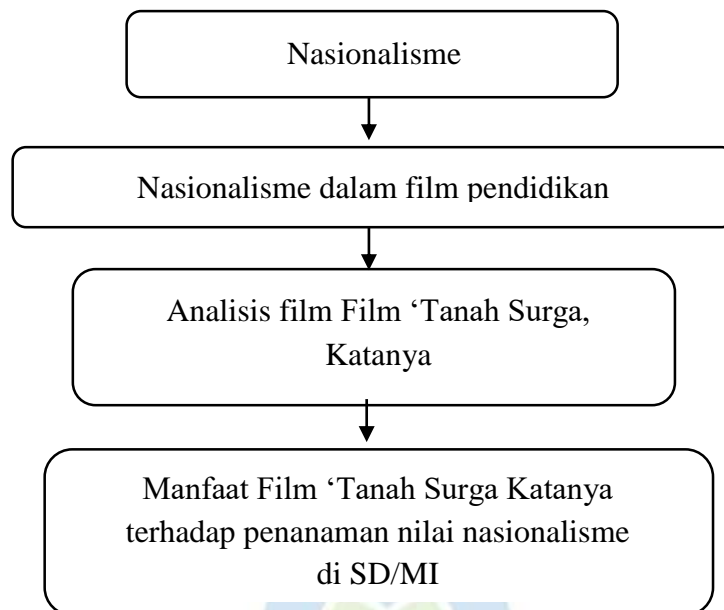 Nasionalisme
Nasionalisme dalam film pendidikan
Analisis film Film ‘Tanah Surga,
Katanya
Manfaat Film ‘Tanah Surga Katanya
terhadap penanaman nilai nasionalisme
di SD/MI